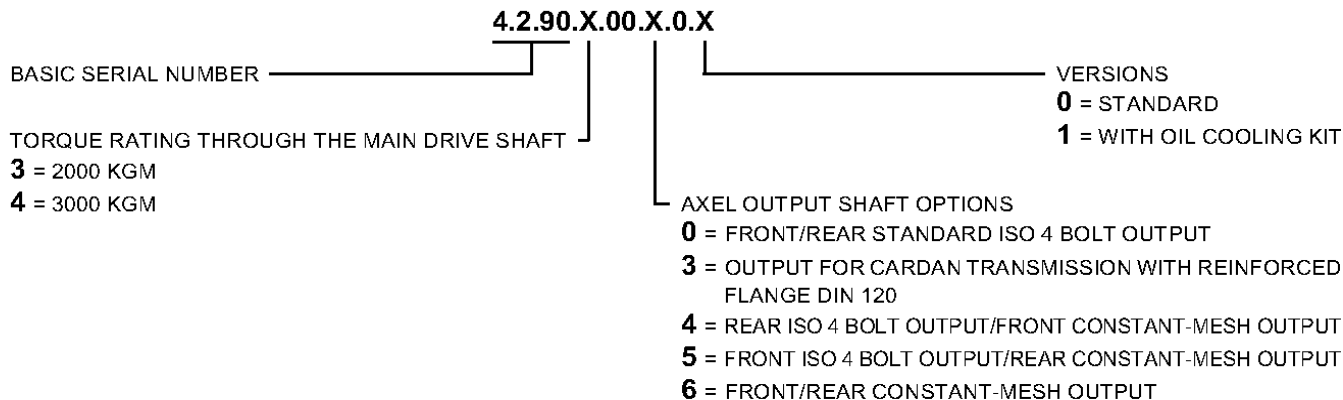 4.2.90.X.00.X.0.X
BASIC SERIAL NUMBER
TORQUE RATING THROUGH THE MAIN DRIVE SHAFT
3 = 2000 KGM
4 = 3000 KGM
VERSIONS
0 = STANDARD
1 = WITH OIL COOLING KIT
AXEL OUTPUT SHAFT OPTIONS
0 = FRONT/REAR STANDARD ISO 4 BOLT OUTPUT
3 = OUTPUT FOR CARDAN TRANSMISSION WITH REINFORCED
FLANGE DIN 120
4 = REAR ISO 4 BOLT OUTPUT/FRONT CONSTANT-MESH OUTPUT
5 = FRONT ISO 4 BOLT OUTPUT/REAR CONSTANT-MESH OUTPUT
6 = FRONT/REAR CONSTANT-MESH OUTPUT